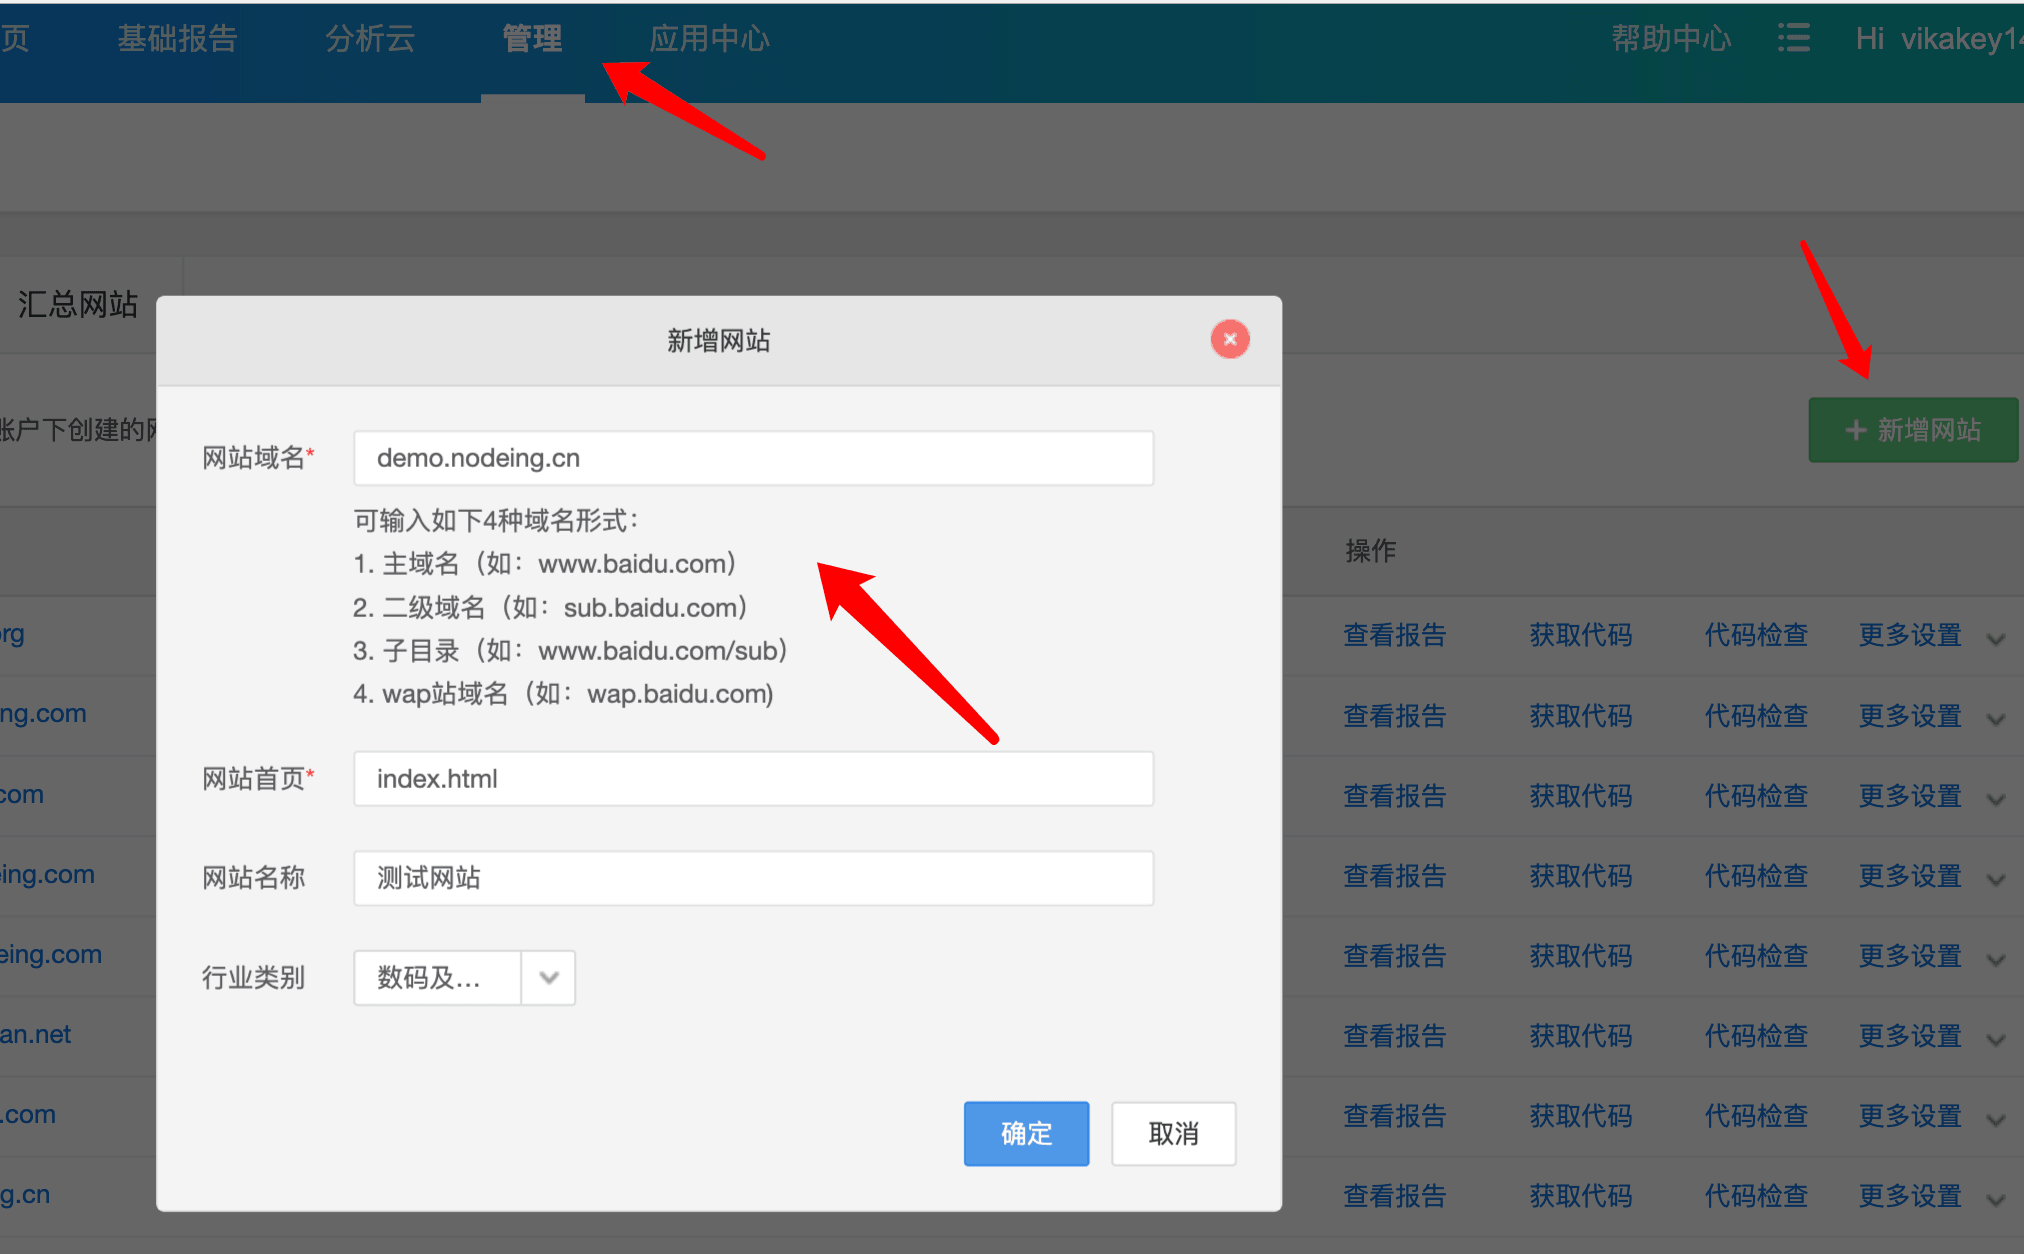 页 基础报告 分析云 管理 应用中心 帮助中心 Hi vikakey14
汇总网站
新增网站
账户下创建的网
+ 新增网站
网站域名* demo.nodeing.cn
可输入如下4种域名形式：
1. 主域名（如：www.baidu.com）
2. 二级域名（如：sub.baidu.com）
3. 子目录（如：www.baidu.com/sub）
4. wap站域名（如：wap.baidu.com)
网站首页* index.html
网站名称 测试网站
行业类别 数码及...
确定 取消
操作
org 查看报告 获取代码 代码检查 更多设置
ng.com 查看报告 获取代码 代码检查 更多设置
com 查看报告 获取代码 代码检查 更多设置
eing.com 查看报告 获取代码 代码检查 更多设置
eing.com 查看报告 获取代码 代码检查 更多设置
an.net 查看报告 获取代码 代码检查 更多设置
.com 查看报告 获取代码 代码检查 更多设置
g.cn 查看报告 获取代码 代码检查 更多设置